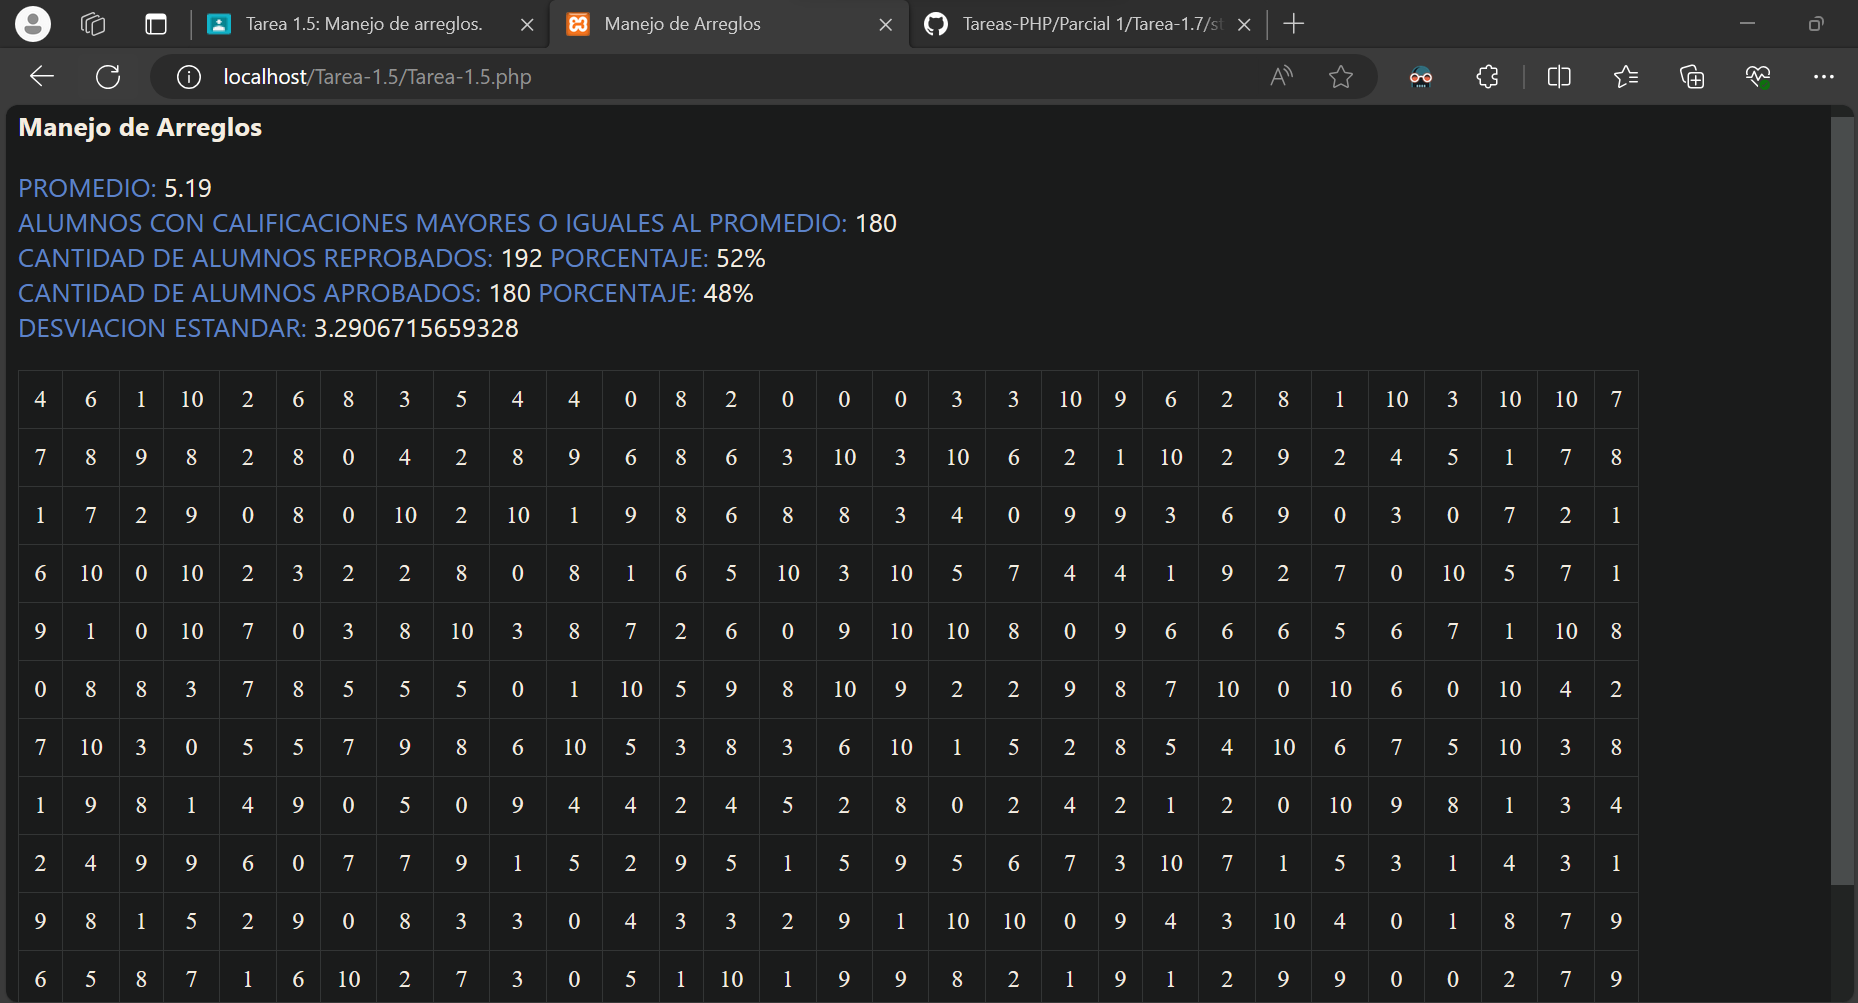 Tarea 1.5: Manejo de arreglos.
Manejo de Arreglos
Tareas-PHP/Parcial 1/Tarea-1.7/st
localhost/Tarea-1.5/Tarea-1.5.php
Manejo de Arreglos
PROMEDIO: 5.19
ALUMNOS CON CALIFICACIONES MAYORES O IGUALES AL PROMEDIO: 180
CANTIDAD DE ALUMNOS REPROBADOS: 192 PORCENTAJE: 52%
CANTIDAD DE ALUMNOS APROBADOS: 180 PORCENTAJE: 48%
DESVIACION ESTANDAR: 3.2906715659328
4 6 1 10 2 6 8 3 5 4 4 0 8 2 0 0 0 3 3 10 9 6 2 8 1 10 3 10 10 7
7 8 9 8 2 8 0 4 2 8 9 6 8 6 3 10 3 10 6 2 1 10 2 9 2 4 5 1 7 8
1 7 2 9 0 8 0 10 2 10 1 9 8 6 8 8 3 4 0 9 9 3 6 9 0 3 0 7 2 1
6 10 0 10 2 3 2 2 8 0 8 1 6 5 10 3 10 5 7 4 4 1 9 2 7 0 10 5 7 1
9 1 0 10 7 0 3 8 10 3 8 7 2 6 0 9 10 10 8 0 9 6 6 6 5 6 7 1 10 8
0 8 8 3 7 8 5 5 5 0 1 10 5 9 8 10 9 2 2 9 8 7 10 0 10 6 0 10 4 2
7 10 3 0 5 5 7 9 8 6 10 5 3 8 3 6 10 1 5 2 8 5 4 10 6 7 5 10 3 8
1 9 8 1 4 9 0 5 0 9 4 4 2 4 5 2 8 0 2 4 2 1 2 0 10 9 8 1 3 4
2 4 9 9 6 0 7 7 9 1 5 2 9 5 1 5 9 5 6 7 3 10 7 1 5 3 1 4 3 1
9 8 1 5 2 9 0 8 3 3 0 4 3 3 2 9 1 10 10 0 9 4 3 10 4 0 1 8 7 9
6 5 8 7 1 6 10 2 7 3 0 5 1 10 1 9 9 8 2 1 9 1 2 9 9 0 0 2 7 9